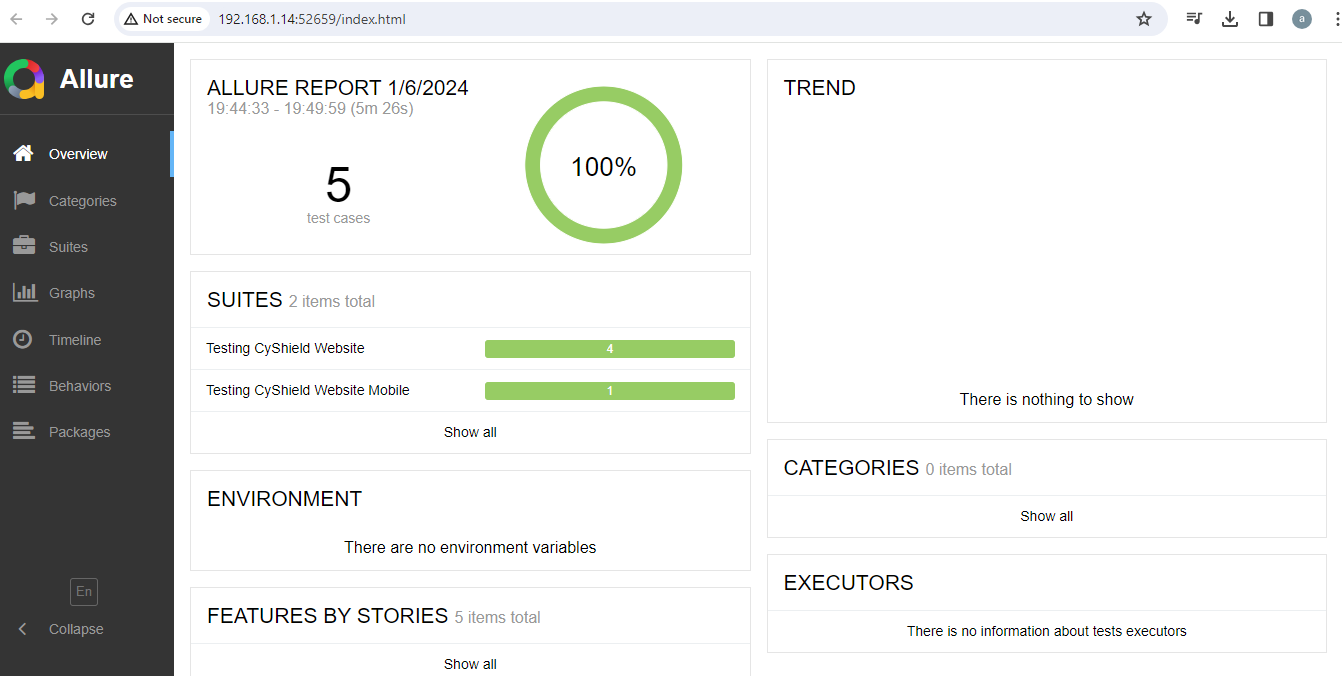 Not secure 192.168.1.14:52659/index.html
a
Allure
Overview
Categories
Suites
Graphs
Timeline
Behaviors
Packages
En
Collapse
ALLURE REPORT 1/6/2024
19:44:33 - 19:49:59 (5m 26s)
5
test cases
100%
SUITES 2 items total
Testing CyShield Website 4
Testing CyShield Website Mobile 1
Show all
ENVIRONMENT
There are no environment variables
FEATURES BY STORIES 5 items total
Show all
TREND
There is nothing to show
CATEGORIES 0 items total
Show all
EXECUTORS
There is no information about tests executors